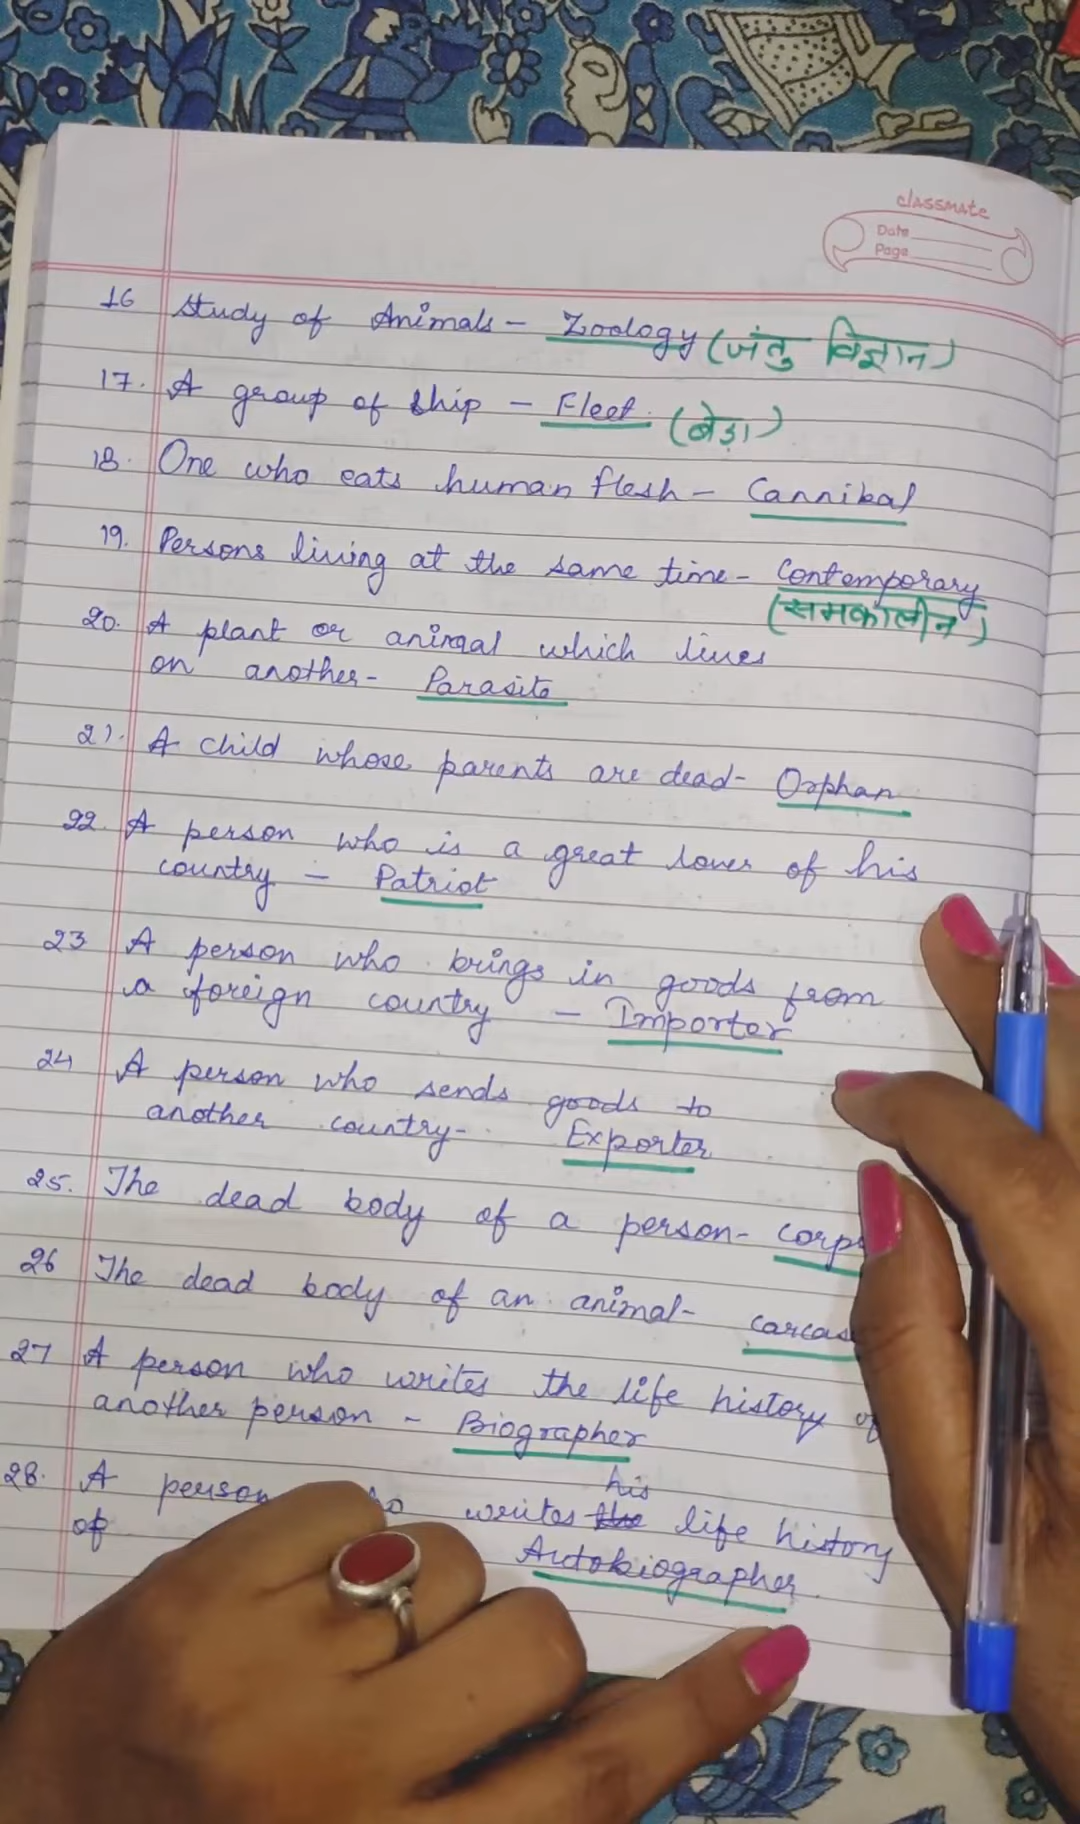 classmate
Date
Page
16 Study of Animals - Zoology (जंतु विज्ञान)
17. A group of ship - Fleet. (बेड़ा)
18. One who eats human flesh - Cannibal
19. Persons living at the same time - Contemporary
(समकालीन)
20. A plant or animal which lives
on another - Parasite
21. A child whose parents are dead - Orphan
22. A person who is a great lover of his
country - Patriot
23 A person who brings in goods from
a foreign country - Importer
24 A person who sends goods to
another country - Exporter
25. The dead body of a person - corps
26 The dead body of an animal - carcas
27 A person who writes the life history of
another person - Biographer
his
28. A person writes the life history
of Autobiographer.